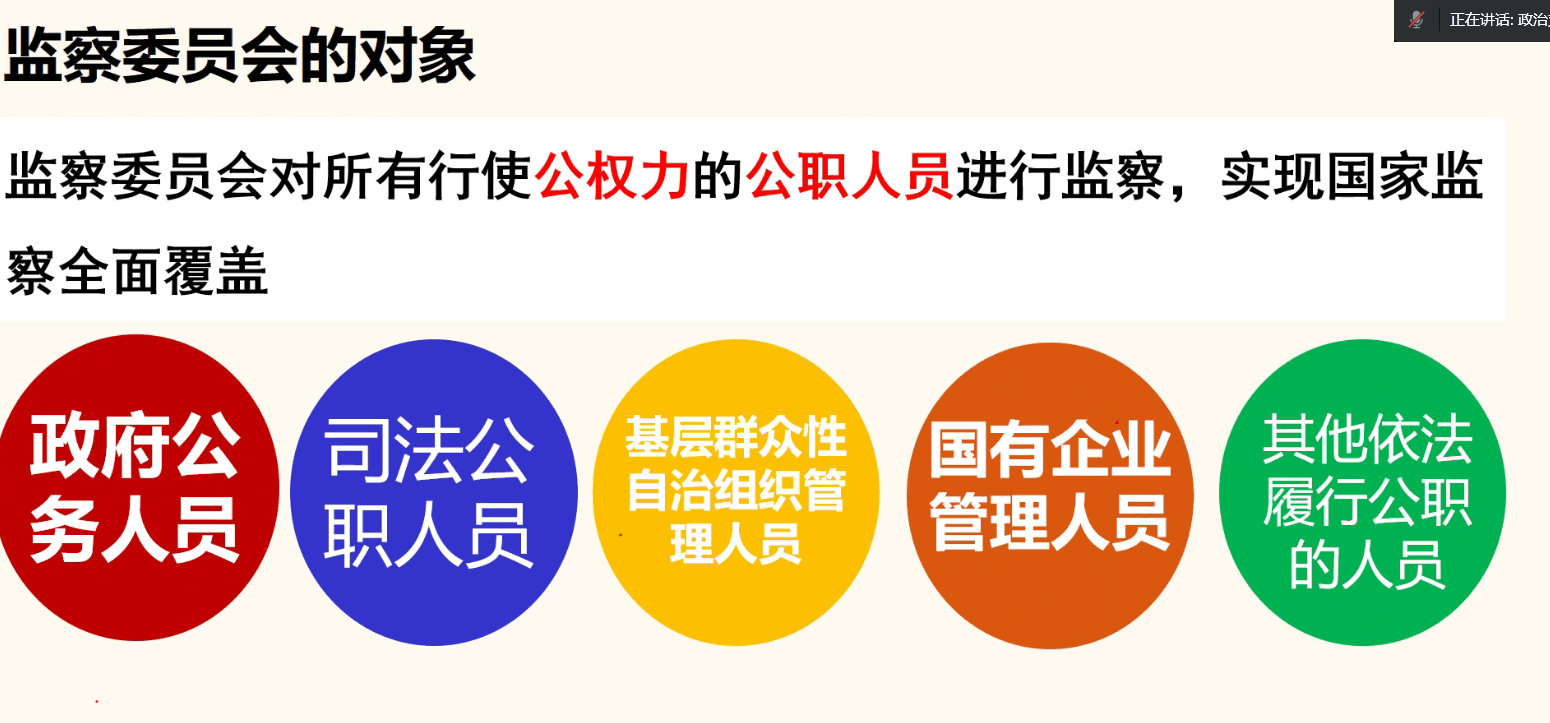 监察委员会的对象
正在讲话: 政治
监察委员会对所有行使公权力的公职人员进行监察，实现国家监
察全面覆盖
政府公
务人员
司法公
职人员
基层群众性
自治组织管
理人员
国有企业
管理人员
其他依法
履行公职
的人员